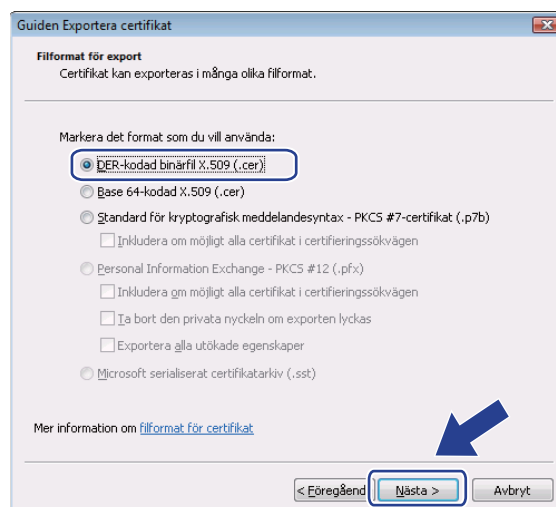 Guiden Exportera certifikat
Filformat för export
Certifikat kan exporteras i många olika filformat.
Markera det format som du vill använda:
DER-kodad binärfil X.509 (.cer)
Base 64-kodad X.509 (.cer)
Standard för kryptografisk meddelandesyntax - PKCS #7-certifikat (.p7b)
Inkludera om möjligt alla certifikat i certifieringssökvägen
Personal Information Exchange - PKCS #12 (.pfx)
Inkludera om möjligt alla certifikat i certifieringssökvägen
Ta bort den privata nyckeln om exporten lyckas
Exportera alla utökade egenskaper
Microsoft serialiserat certifikatarkiv (.sst)
Mer information om filformat för certifikat
< Föregåend Nästa > Avbryt